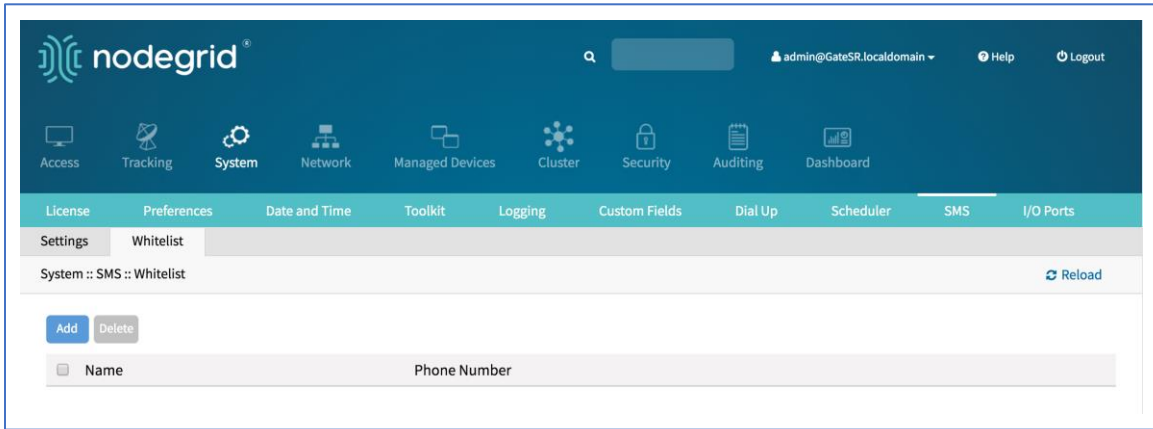 nodegrid®
admin@GateSR.localdomain Help Logout
Access Tracking System Network Managed Devices Cluster Security Auditing Dashboard
License Preferences Date and Time Toolkit Logging Custom Fields Dial Up Scheduler SMS I/O Ports
Settings Whitelist
System :: SMS :: Whitelist Reload
Add Delete
Name Phone Number